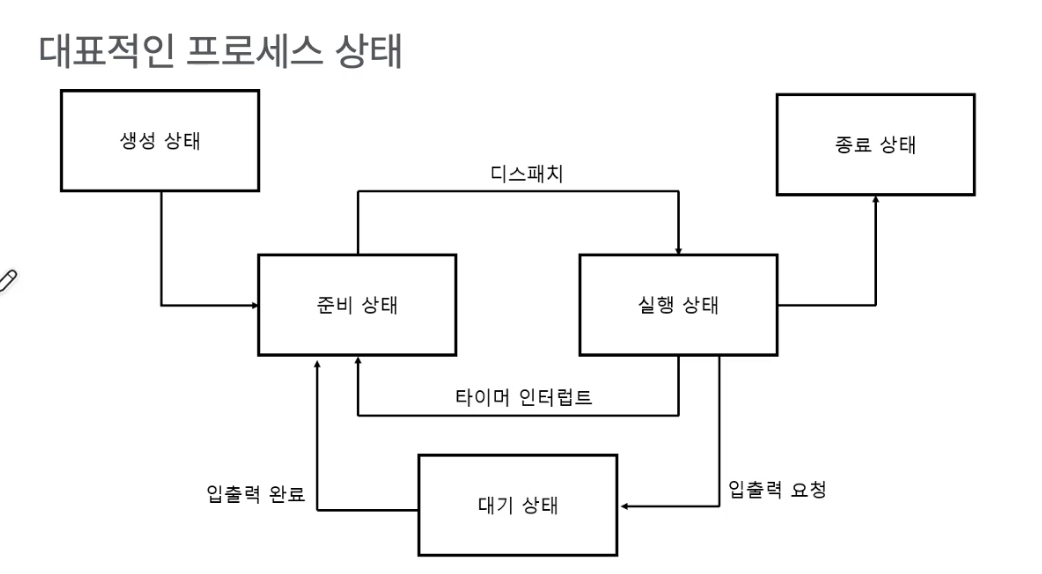 대표적인 프로세스 상태
생성 상태
종료 상태
디스패치
준비 상태
실행 상태
타이머 인터럽트
입출력 완료
대기 상태
입출력 요청